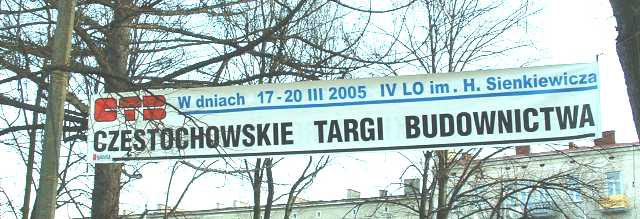 CTB W dniach 17-20 III 2005 IV LO im. H. Sienkiewicza
CZĘSTOCHOWSKIE TARGI BUDOWNICTWA